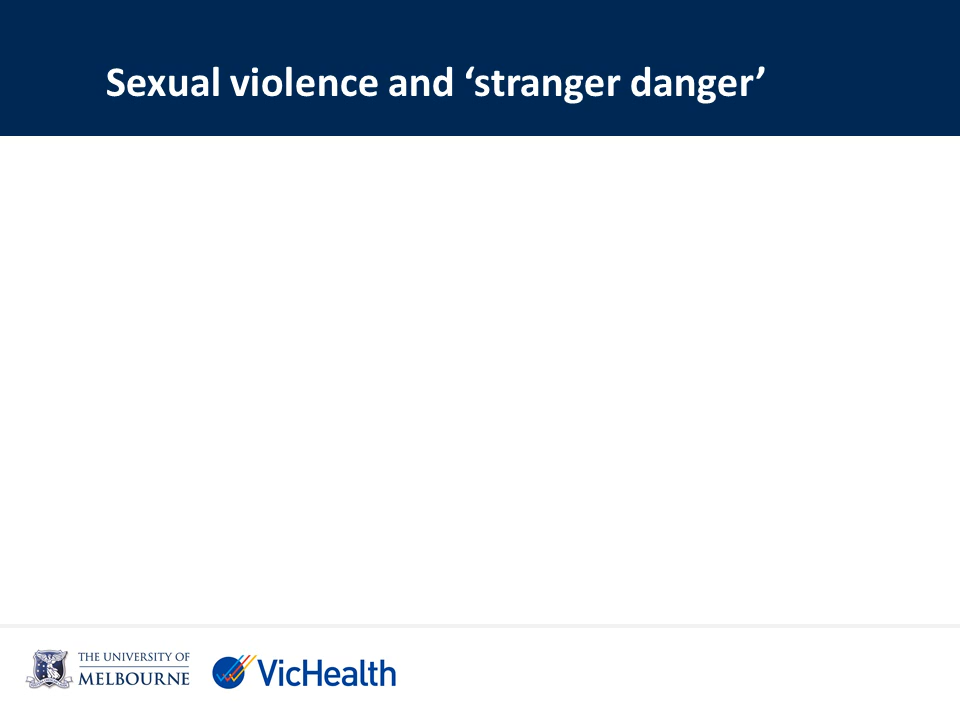 Sexual violence and ‘stranger danger’
THE UNIVERSITY OF
MELBOURNE
VicHealth